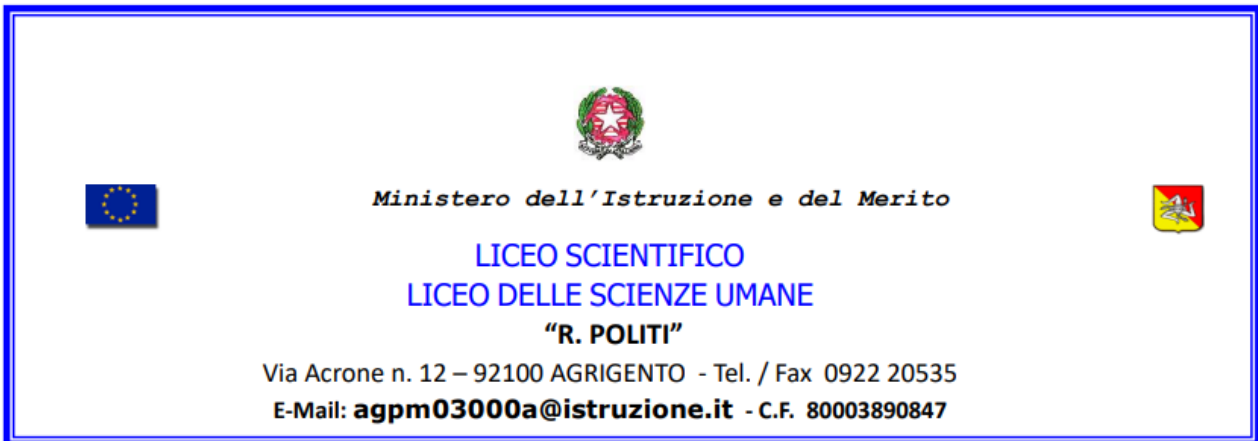 Ministero dell'Istruzione e del Merito
LICEO SCIENTIFICO
LICEO DELLE SCIENZE UMANE
“R. POLITI”
Via Acrone n. 12 – 92100 AGRIGENTO - Tel. / Fax 0922 20535
E-Mail: agpm03000a@istruzione.it - C.F. 80003890847